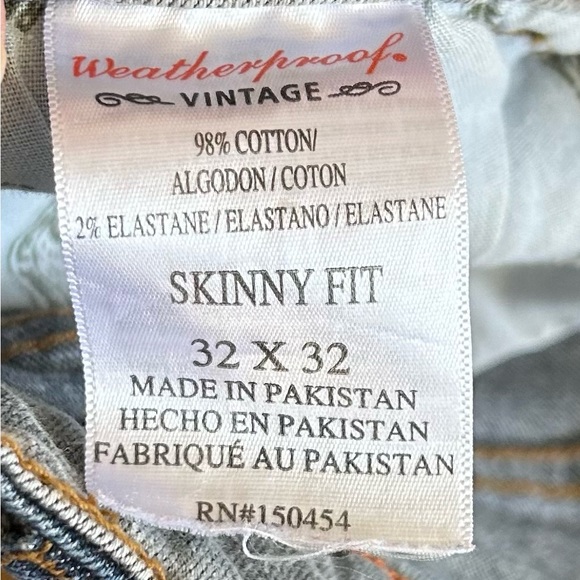 Weatherproof.
VINTAGE
98% COTTON/
ALGODON/COTON
2% ELASTANE/ELASTANO/ELASTANE
SKINNY FIT
32 X 32
MADE IN PAKISTAN
HECHO EN PAKISTAN
FABRIQUÉ AU PAKISTAN
RN#150454